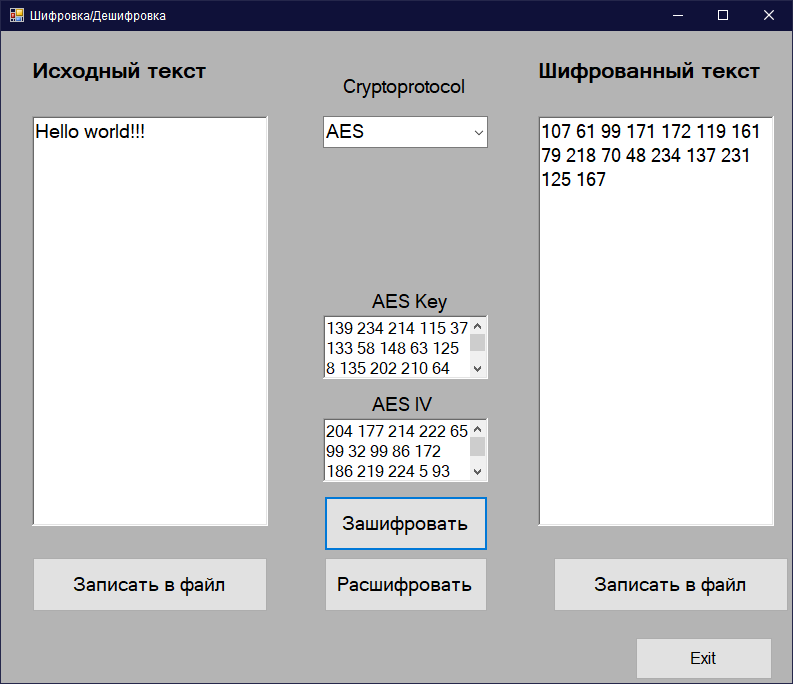 Шифровка/Дешифровка
Исходный текст
Cryptoprotocol
Шифрованный текст
Hello world!!!
AES
107 61 99 171 172 119 161
79 218 70 48 234 137 231
125 167
AES Key
139 234 214 115 37
133 58 148 63 125
8 135 202 210 64
AES IV
204 177 214 222 65
99 32 99 86 172
186 219 224 5 93
Зашифровать
Записать в файл
Расшифровать
Записать в файл
Exit